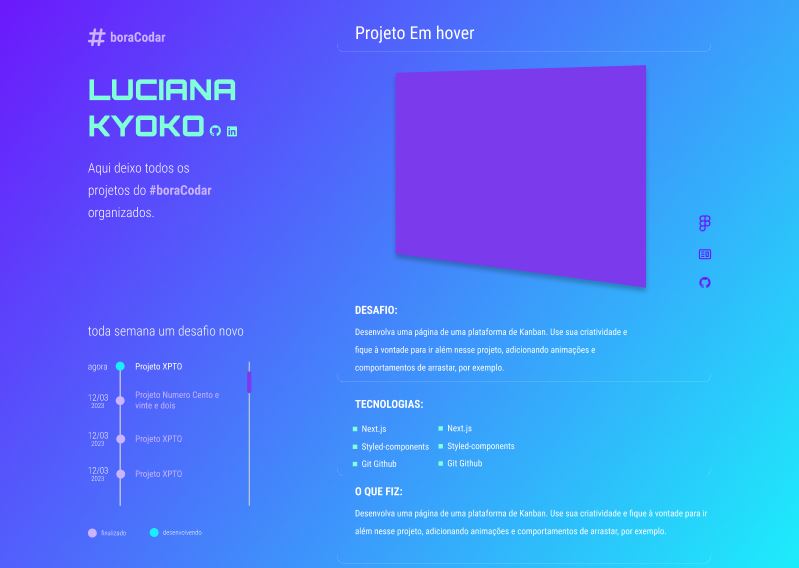 # boraCodar
LUCIANA
KYOKO
Aqui deixo todos os
projetos do #boraCodar
organizados.
toda semana um desafio novo
agora Projeto XPTO
12/03
2023
Projeto Numero Cento e
vinte e dois
12/03
2023
Projeto XPTO
12/03
2023
Projeto XPTO
finalizado desenvolvendo
Projeto Em hover
DESAFIO:
Desenvolva uma página de uma plataforma de Kanban. Use sua criatividade e
fique à vontade para ir além nesse projeto, adicionando animações e
comportamentos de arrastar, por exemplo.
TECNOLOGIAS:
Next.js Next.js
Styled-components Styled-components
Git Github Git Github
O QUE FIZ:
Desenvolva uma página de uma plataforma de Kanban. Use sua criatividade e fique à vontade para ir
além nesse projeto, adicionando animações e comportamentos de arrastar, por exemplo.